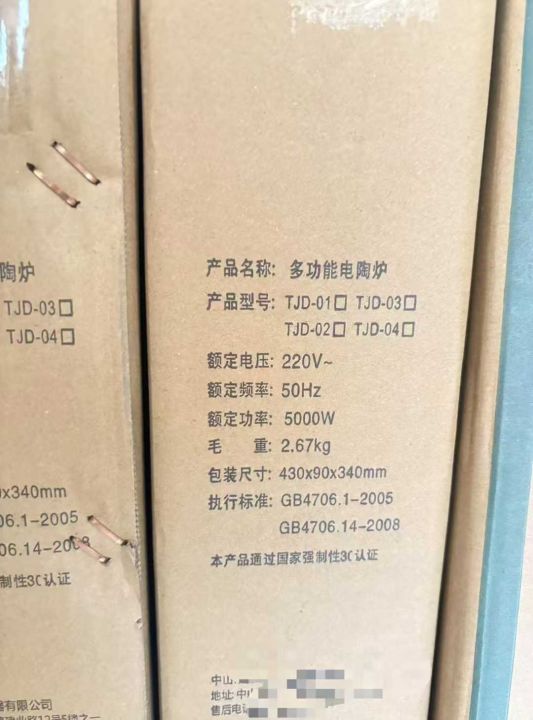 陶炉
TJD-03□
TJD-04□
x340mm
706.1-2005
06.14-2008
制性3C认证
器有限公司
产品名称: 多功能电陶炉
产品型号: TJD-01□ TJD-03□
TJD-02□ TJD-04□
额定电压: 220V~
额定频率: 50Hz
额定功率: 5000W
毛 重: 2.67kg
包装尺寸: 430x90x340mm
执行标准: GB4706.1-2005
GB4706.14-2008
本产品通过国家强制性3C认证
中山
地址: 中
售后电